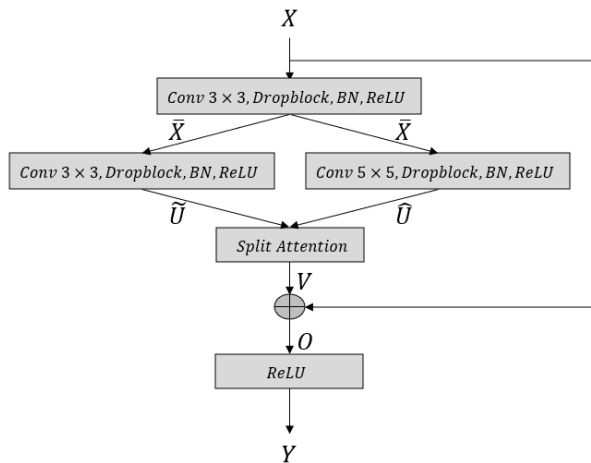 X
Conv 3 × 3, Dropblock, BN, ReLU
X̄ X̄
Conv 3 × 3, Dropblock, BN, ReLU Conv 5 × 5, Dropblock, BN, ReLU
Ũ Û
Split Attention
V
O
ReLU
Y